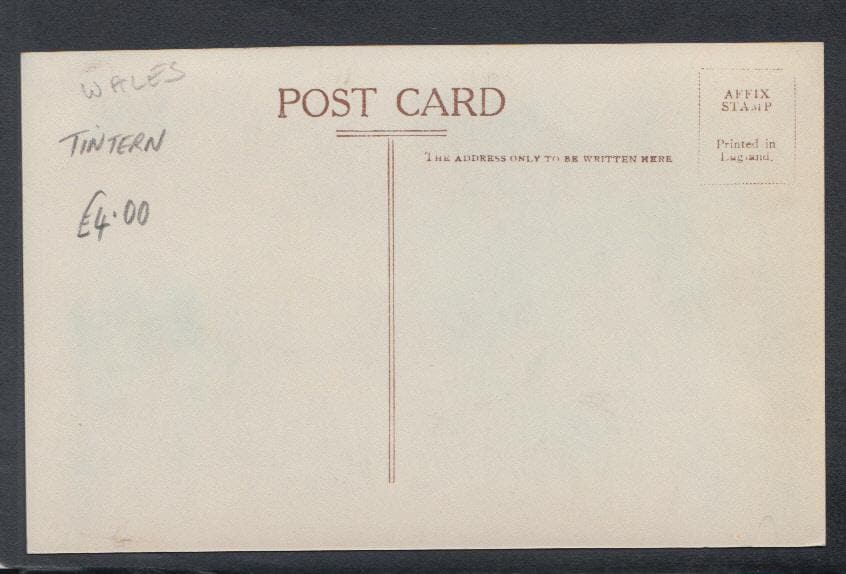 WALES
TINTERN
£4.00
POST CARD
THE ADDRESS ONLY TO BE WRITTEN HERE
AFFIX
STAMP
Printed in
England.